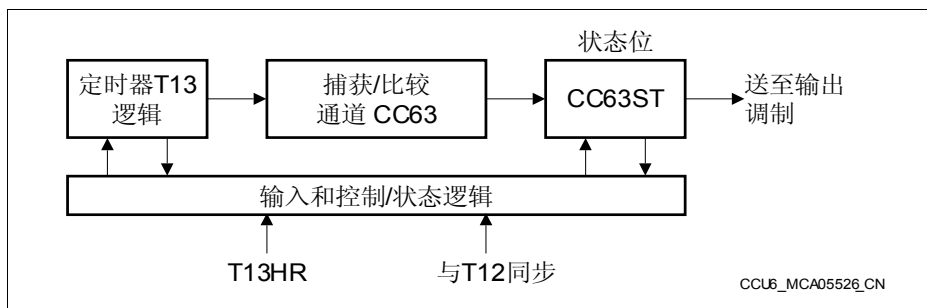 状态位
定时器T13
逻辑
捕获/比较
通道 CC63
CC63ST
送至输出
调制
输入和控制/状态逻辑
T13HR
与T12同步
CCU6_MCA05526_CN